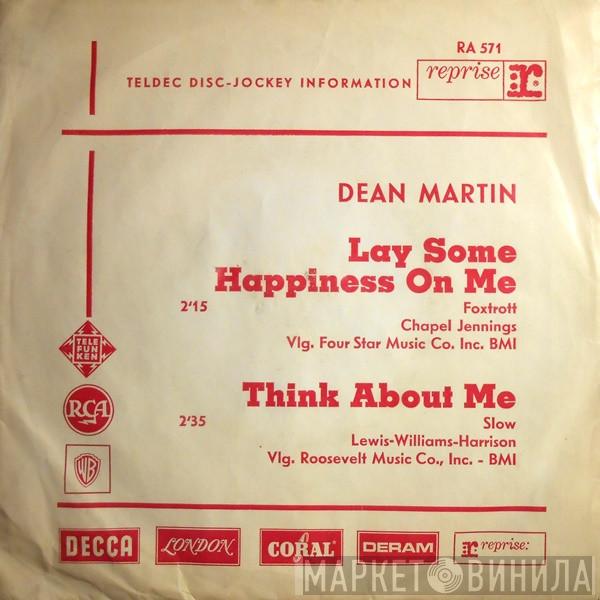 RA 571
TELDEC DISC-JOCKEY INFORMATION
reprise r:
DEAN MARTIN
Lay Some
Happiness On Me
2'15
Foxtrott
Chapel Jennings
Vlg. Four Star Music Co. Inc. BMI
TELE
FUN
KEN
Think About Me
RCA
2'35
Slow
Lewis-Williams-Harrison
Vlg. Roosevelt Music Co., Inc. - BMI
WB
DECCA LONDON CORAL DERAM r reprise:
МАРКЕТ ВИНИЛА